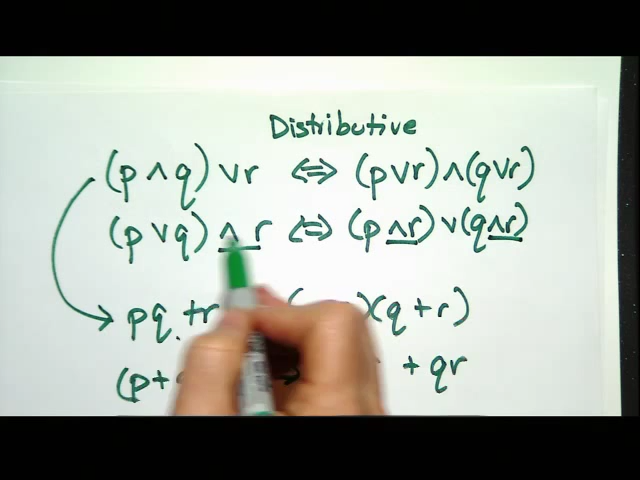 Distributive
(p ∧ q) ∨ r ⇔ (p ∨ r) ∧ (q ∨ r)
(p ∨ q) ∧ r ⇔ (p ∧ r) ∨ (q ∧ r)
pq + r ( )(q + r)
(p + + qr